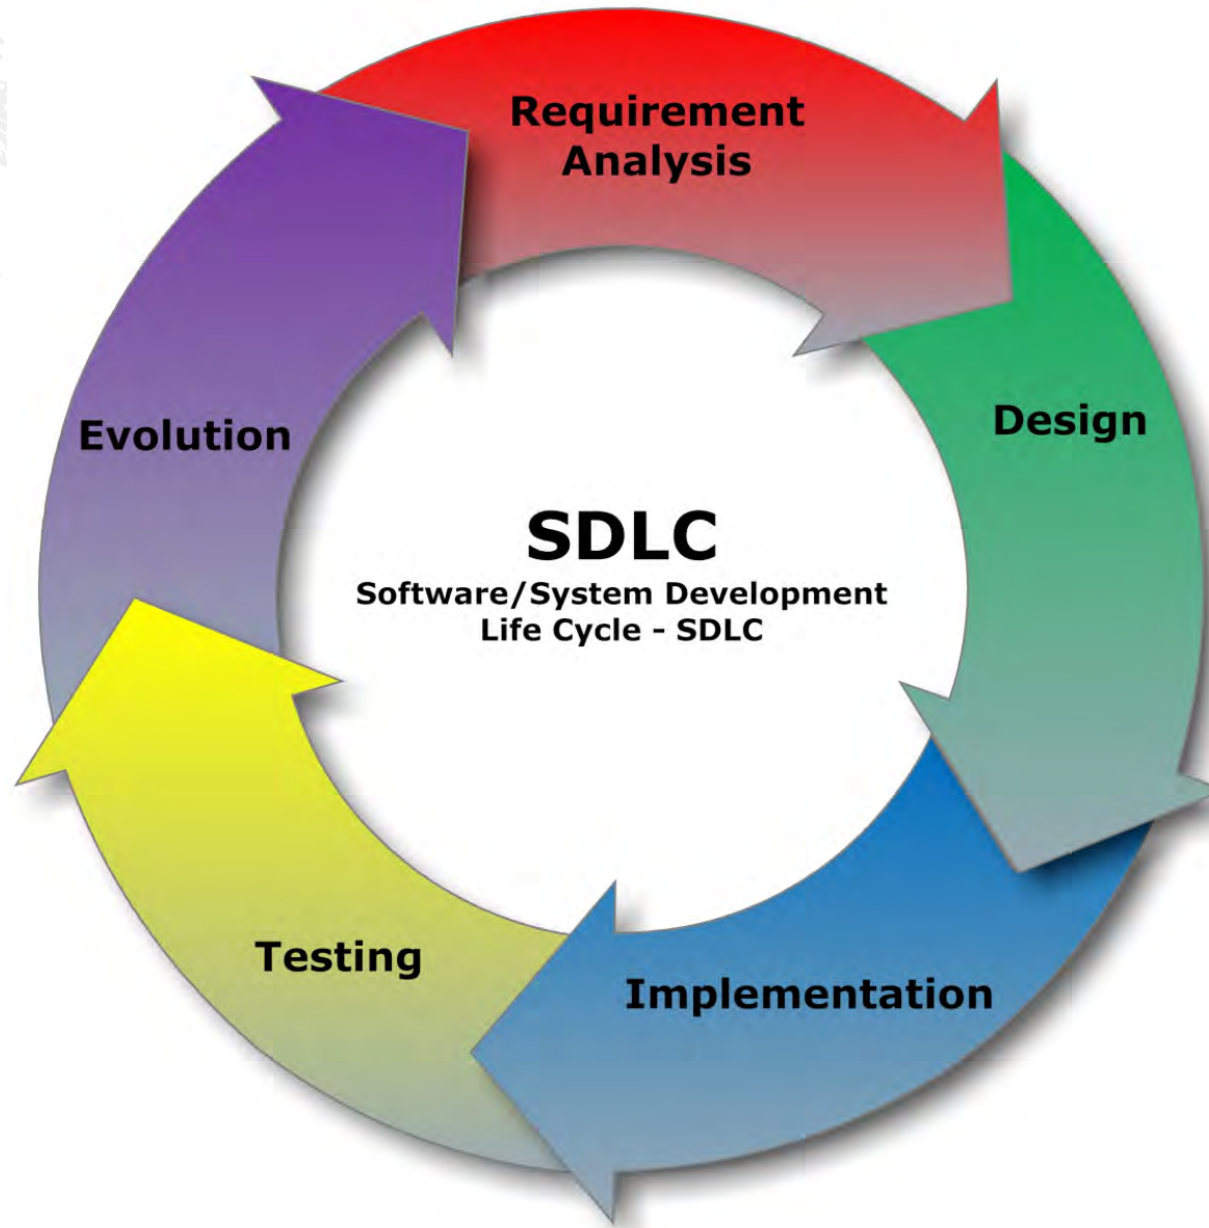 Requirement
Analysis
Design
Evolution
SDLC
Software/System Development
Life Cycle - SDLC
Testing
Implementation